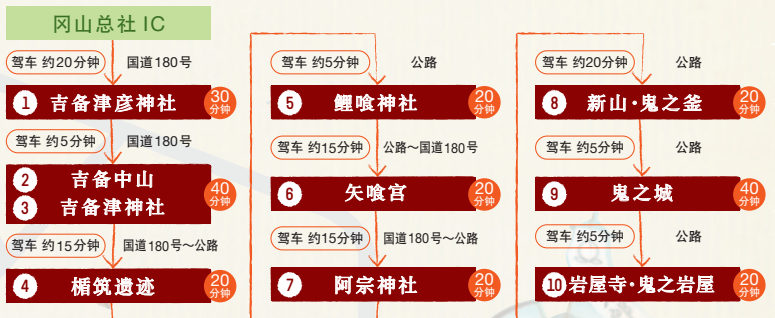 冈山总社 IC
驾车 约20分钟 国道180号
1 吉备津彦神社 30分钟
驾车 约5分钟 国道180号
2 吉备中山
3 吉备津神社 40分钟
驾车 约15分钟 国道180号～公路
4 楯筑遗迹 20分钟
驾车 约5分钟 公路
5 鲤喰神社 20分钟
驾车 约15分钟 公路～国道180号
6 矢喰宫 20分钟
驾车 约15分钟 国道180号～公路
7 阿宗神社 20分钟
驾车 约20分钟 公路
8 新山·鬼之釜 20分钟
驾车 约5分钟 公路
9 鬼之城 40分钟
驾车 约5分钟 公路
10 岩屋寺·鬼之岩屋 20分钟